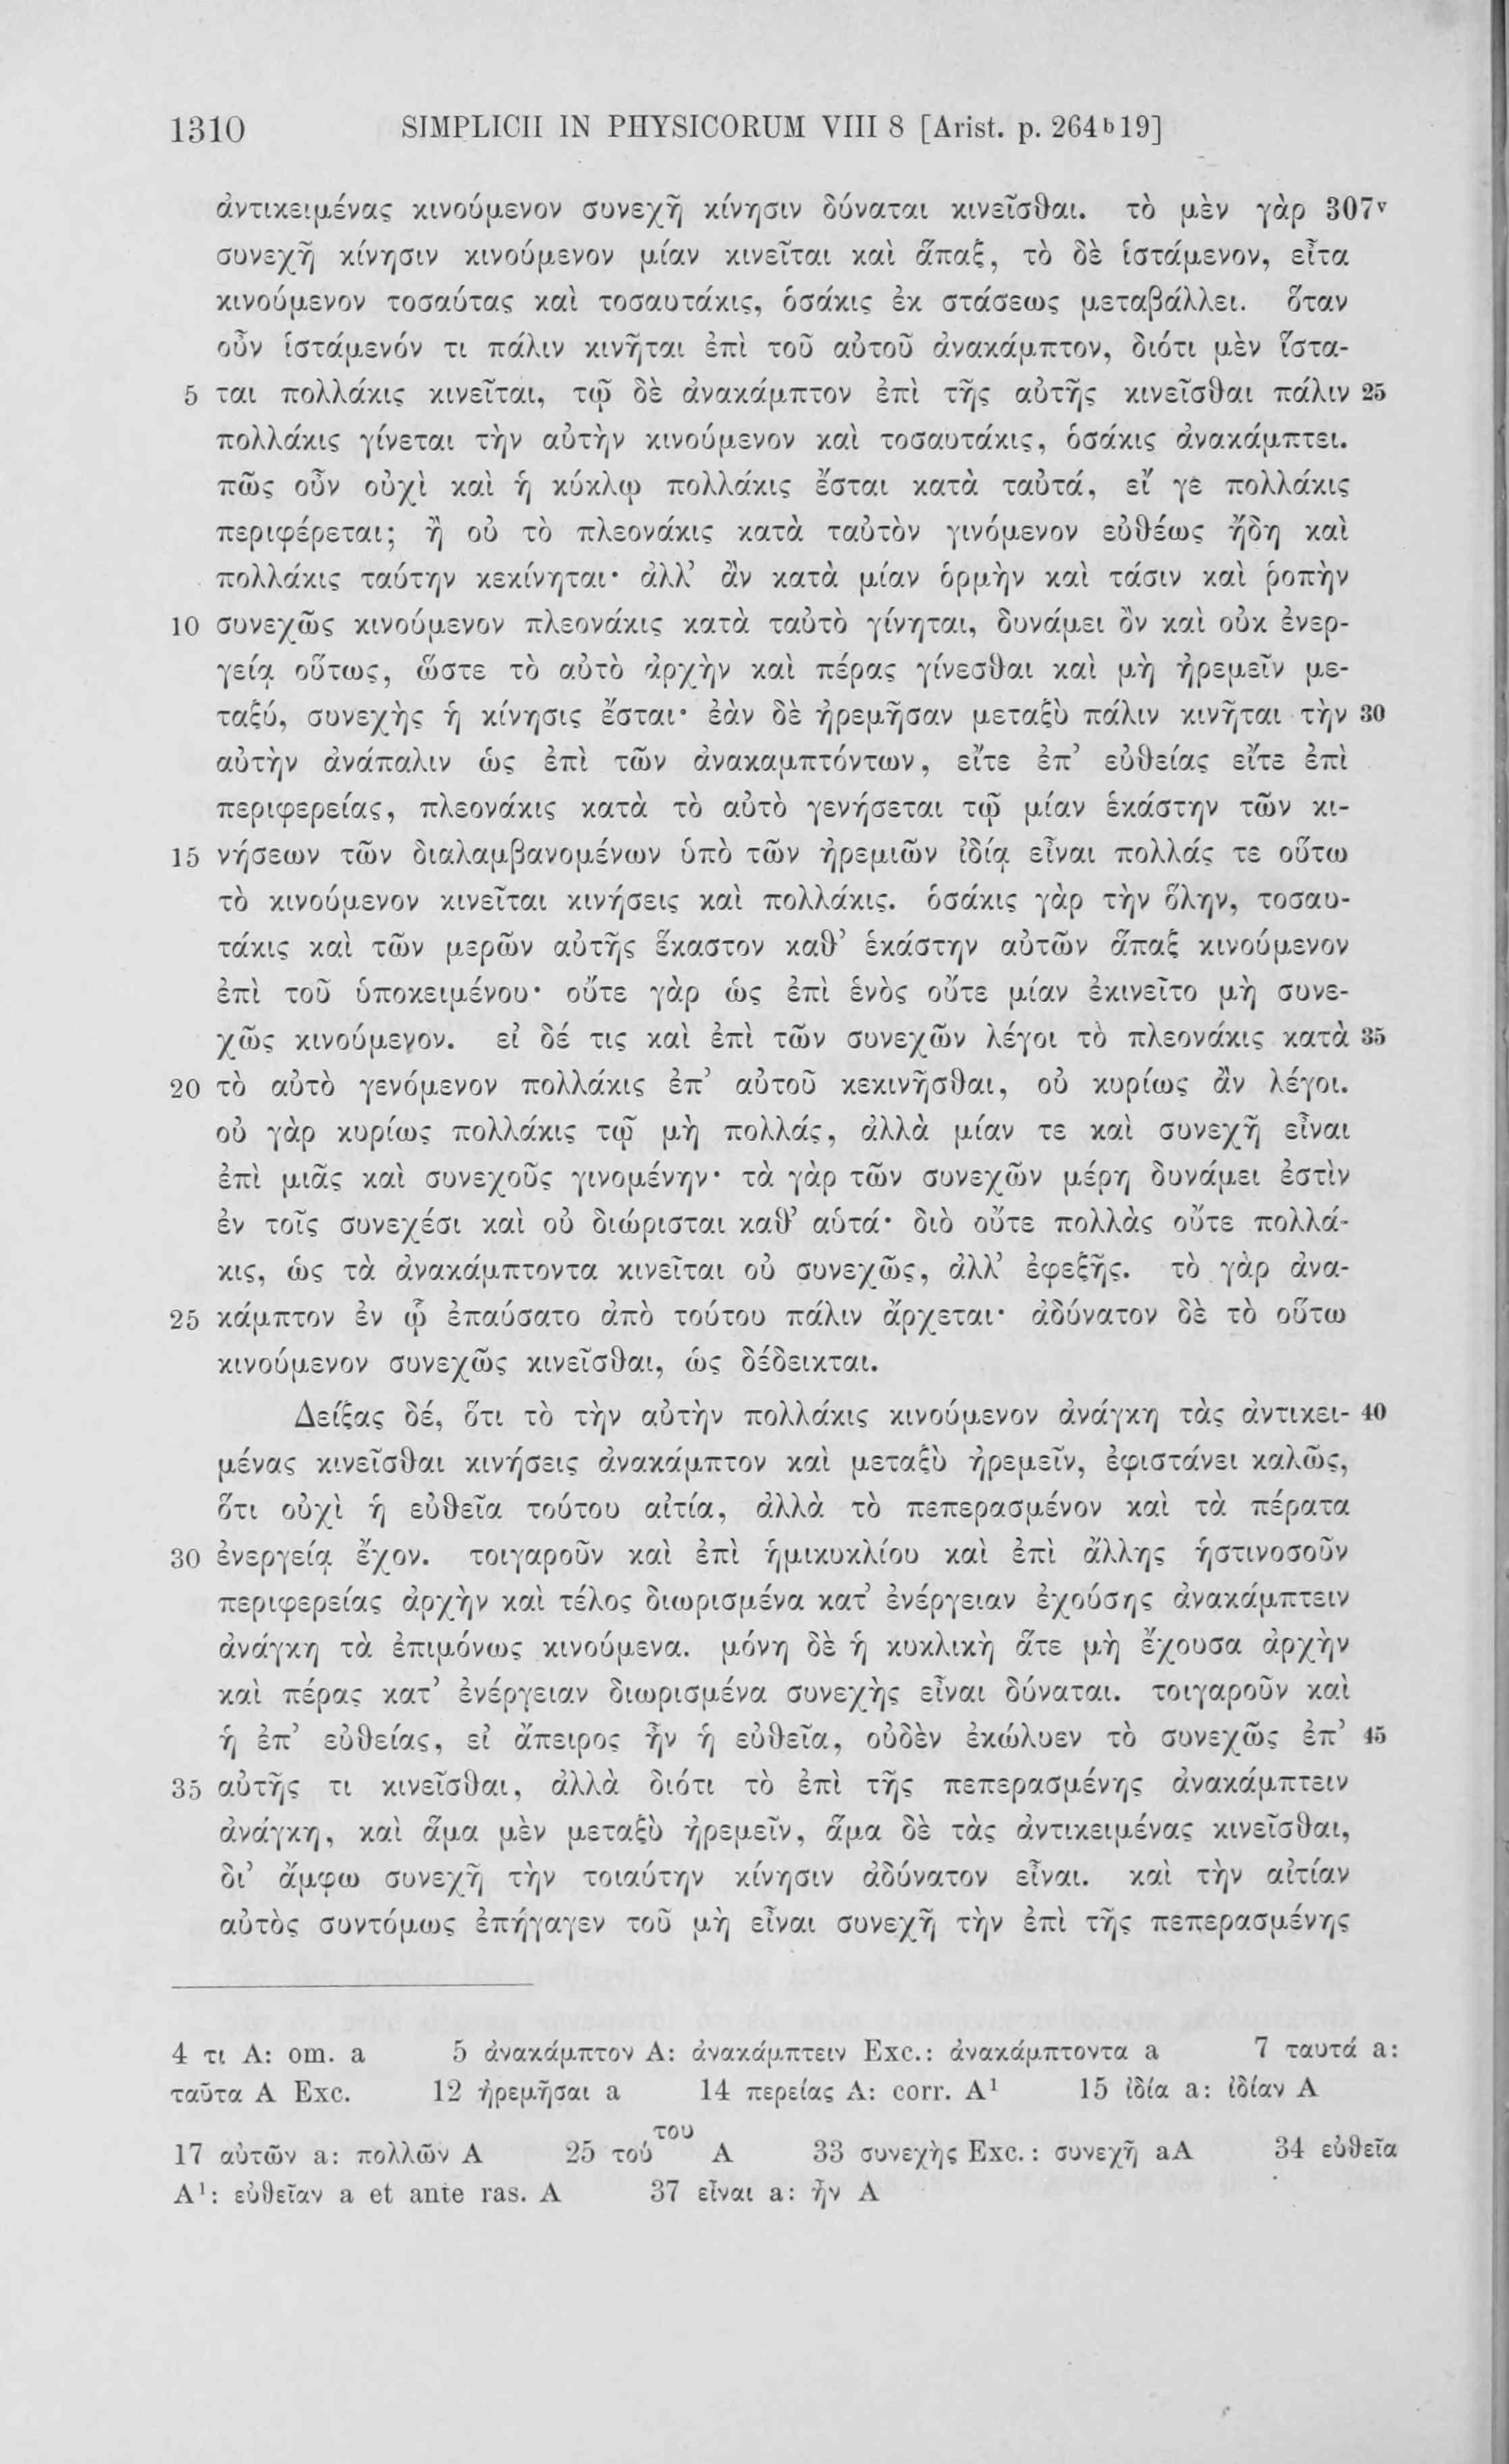 1310 SIMPLICII IN PHYSICORUM VIII 8 [Arist. p. 264ᵇ19]
ἀντικειμένας κινούμενον συνεχῆ κίνησιν δύναται κινεῖσθαι. τὸ μὲν γὰρ 307ᵛ
συνεχῆ κίνησιν κινούμενον μίαν κινεῖται καὶ ἅπαξ, τὸ δὲ ἱστάμενον, εἶτα
κινούμενον τοσαύτας καὶ τοσαυτάκις, ὁσάκις ἐκ στάσεως μεταβάλλει. ὅταν
οὖν ἱστάμενόν τι πάλιν κινῆται ἐπὶ τοῦ αὐτοῦ ἀνακάμπτον, διότι μὲν ἵστα-
5 ται πολλάκις κινεῖται, τῷ δὲ ἀνακάμπτον ἐπὶ τῆς αὐτῆς κινεῖσθαι πάλιν 25
πολλάκις γίνεται τὴν αὐτὴν κινούμενον καὶ τοσαυτάκις, ὁσάκις ἀνακάμπτει.
πῶς οὖν οὐχὶ καὶ ἡ κύκλῳ πολλάκις ἔσται κατὰ ταὐτά, εἴ γε πολλάκις
περιφέρεται; ἢ οὐ τὸ πλεονάκις κατὰ ταὐτὸν γινόμενον εὐθέως ἤδη καὶ
πολλάκις ταύτην κεκίνηται· ἀλλ’ ἂν κατὰ μίαν ὁρμὴν καὶ τάσιν καὶ ῥοπὴν
10 συνεχῶς κινούμενον πλεονάκις κατὰ ταὐτὸ γίνηται, δυνάμει ὂν καὶ οὐκ ἐνερ-
γείᾳ οὕτως, ὥστε τὸ αὐτὸ ἀρχὴν καὶ πέρας γίνεσθαι καὶ μὴ ἠρεμεῖν με-
ταξύ, συνεχὴς ἡ κίνησις ἔσται· ἐὰν δὲ ἠρεμῆσαν μεταξὺ πάλιν κινῆται τὴν 30
αὐτὴν ἀνάπαλιν ὡς ἐπὶ τῶν ἀνακαμπτόντων, εἴτε ἐπ’ εὐθείας εἴτε ἐπὶ
περιφερείας, πλεονάκις κατὰ τὸ αὐτὸ γενήσεται τῷ μίαν ἑκάστην τῶν κι-
15 νήσεων τῶν διαλαμβανομένων ὑπὸ τῶν ἠρεμιῶν ἰδίᾳ εἶναι πολλάς τε οὕτω
τὸ κινούμενον κινεῖται κινήσεις καὶ πολλάκις. ὁσάκις γὰρ τὴν ὅλην, τοσαυ-
τάκις καὶ τῶν μερῶν αὐτῆς ἕκαστον καθ’ ἑκάστην αὐτῶν ἅπαξ κινούμενον
ἐπὶ τοῦ ὑποκειμένου· οὔτε γὰρ ὡς ἐπὶ ἑνὸς οὔτε μίαν ἐκινεῖτο μὴ συνε-
χῶς κινούμενον. εἰ δέ τις καὶ ἐπὶ τῶν συνεχῶν λέγοι τὸ πλεονάκις κατὰ 35
20 τὸ αὐτὸ γενόμενον πολλάκις ἐπ’ αὐτοῦ κεκινῆσθαι, οὐ κυρίως ἂν λέγοι.
οὐ γὰρ κυρίως πολλάκις τῷ μὴ πολλάς, ἀλλὰ μίαν τε καὶ συνεχῆ εἶναι
ἐπὶ μιᾶς καὶ συνεχοῦς γινομένην· τὰ γὰρ τῶν συνεχῶν μέρη δυνάμει ἐστὶν
ἐν τοῖς συνεχέσι καὶ οὐ διώρισται καθ’ αὑτά· διὸ οὔτε πολλὰς οὔτε πολλά-
κις, ὡς τὰ ἀνακάμπτοντα κινεῖται οὐ συνεχῶς, ἀλλ’ ἐφεξῆς. τὸ γὰρ ἀνα-
25 κάμπτον ἐν ᾧ ἐπαύσατο ἀπὸ τούτου πάλιν ἄρχεται· ἀδύνατον δὲ τὸ οὕτω
κινούμενον συνεχῶς κινεῖσθαι, ὡς δέδεικται.
Δείξας δέ, ὅτι τὸ τὴν αὐτὴν πολλάκις κινούμενον ἀνάγκη τὰς ἀντικει- 40
μένας κινεῖσθαι κινήσεις ἀνακάμπτον καὶ μεταξὺ ἠρεμεῖν, ἐφιστάνει καλῶς,
ὅτι οὐχὶ ἡ εὐθεῖα τούτου αἰτία, ἀλλὰ τὸ πεπερασμένον καὶ τὰ πέρατα
30 ἐνεργείᾳ ἔχον. τοιγαροῦν καὶ ἐπὶ ἡμικυκλίου καὶ ἐπὶ ἄλλης ἡστινοσοῦν
περιφερείας ἀρχὴν καὶ τέλος διωρισμένα κατ’ ἐνέργειαν ἐχούσης ἀνακάμπτειν
ἀνάγκη τὰ ἐπιμόνως κινούμενα. μόνη δὲ ἡ κυκλικὴ ἅτε μὴ ἔχουσα ἀρχὴν
καὶ πέρας κατ’ ἐνέργειαν διωρισμένα συνεχὴς εἶναι δύναται. τοιγαροῦν καὶ
ἡ ἐπ’ εὐθείας, εἰ ἄπειρος ἦν ἡ εὐθεῖα, οὐδὲν ἐκώλυεν τὸ συνεχῶς ἐπ’ 45
35 αὐτῆς τι κινεῖσθαι, ἀλλὰ διότι τὸ ἐπὶ τῆς πεπερασμένης ἀνακάμπτειν
ἀνάγκη, καὶ ἅμα μὲν μεταξὺ ἠρεμεῖν, ἅμα δὲ τὰς ἀντικειμένας κινεῖσθαι,
δι’ ἄμφω συνεχῆ τὴν τοιαύτην κίνησιν ἀδύνατον εἶναι. καὶ τὴν αἰτίαν
αὐτὸς συντόμως ἐπήγαγεν τοῦ μὴ εἶναι συνεχῆ τὴν ἐπὶ τῆς πεπερασμένης
4 τι A: om. a 5 ἀνακάμπτον A: ἀνακάμπτειν Exc.: ἀνακάμπτοντα a 7 ταυτά a:
ταῦτα A Exc. 12 ἠρεμῆσαι a 14 περείας A: corr. A¹ 15 ἰδία a: ἰδίαν A
του
17 αὐτῶν a: πολλῶν A 25 τού A 33 συνεχὴς Exc.: συνεχῆ aA 34 εὐθεῖα
A¹: εὐθεῖαν a et ante ras. A 37 εἶναι a: ἦν A